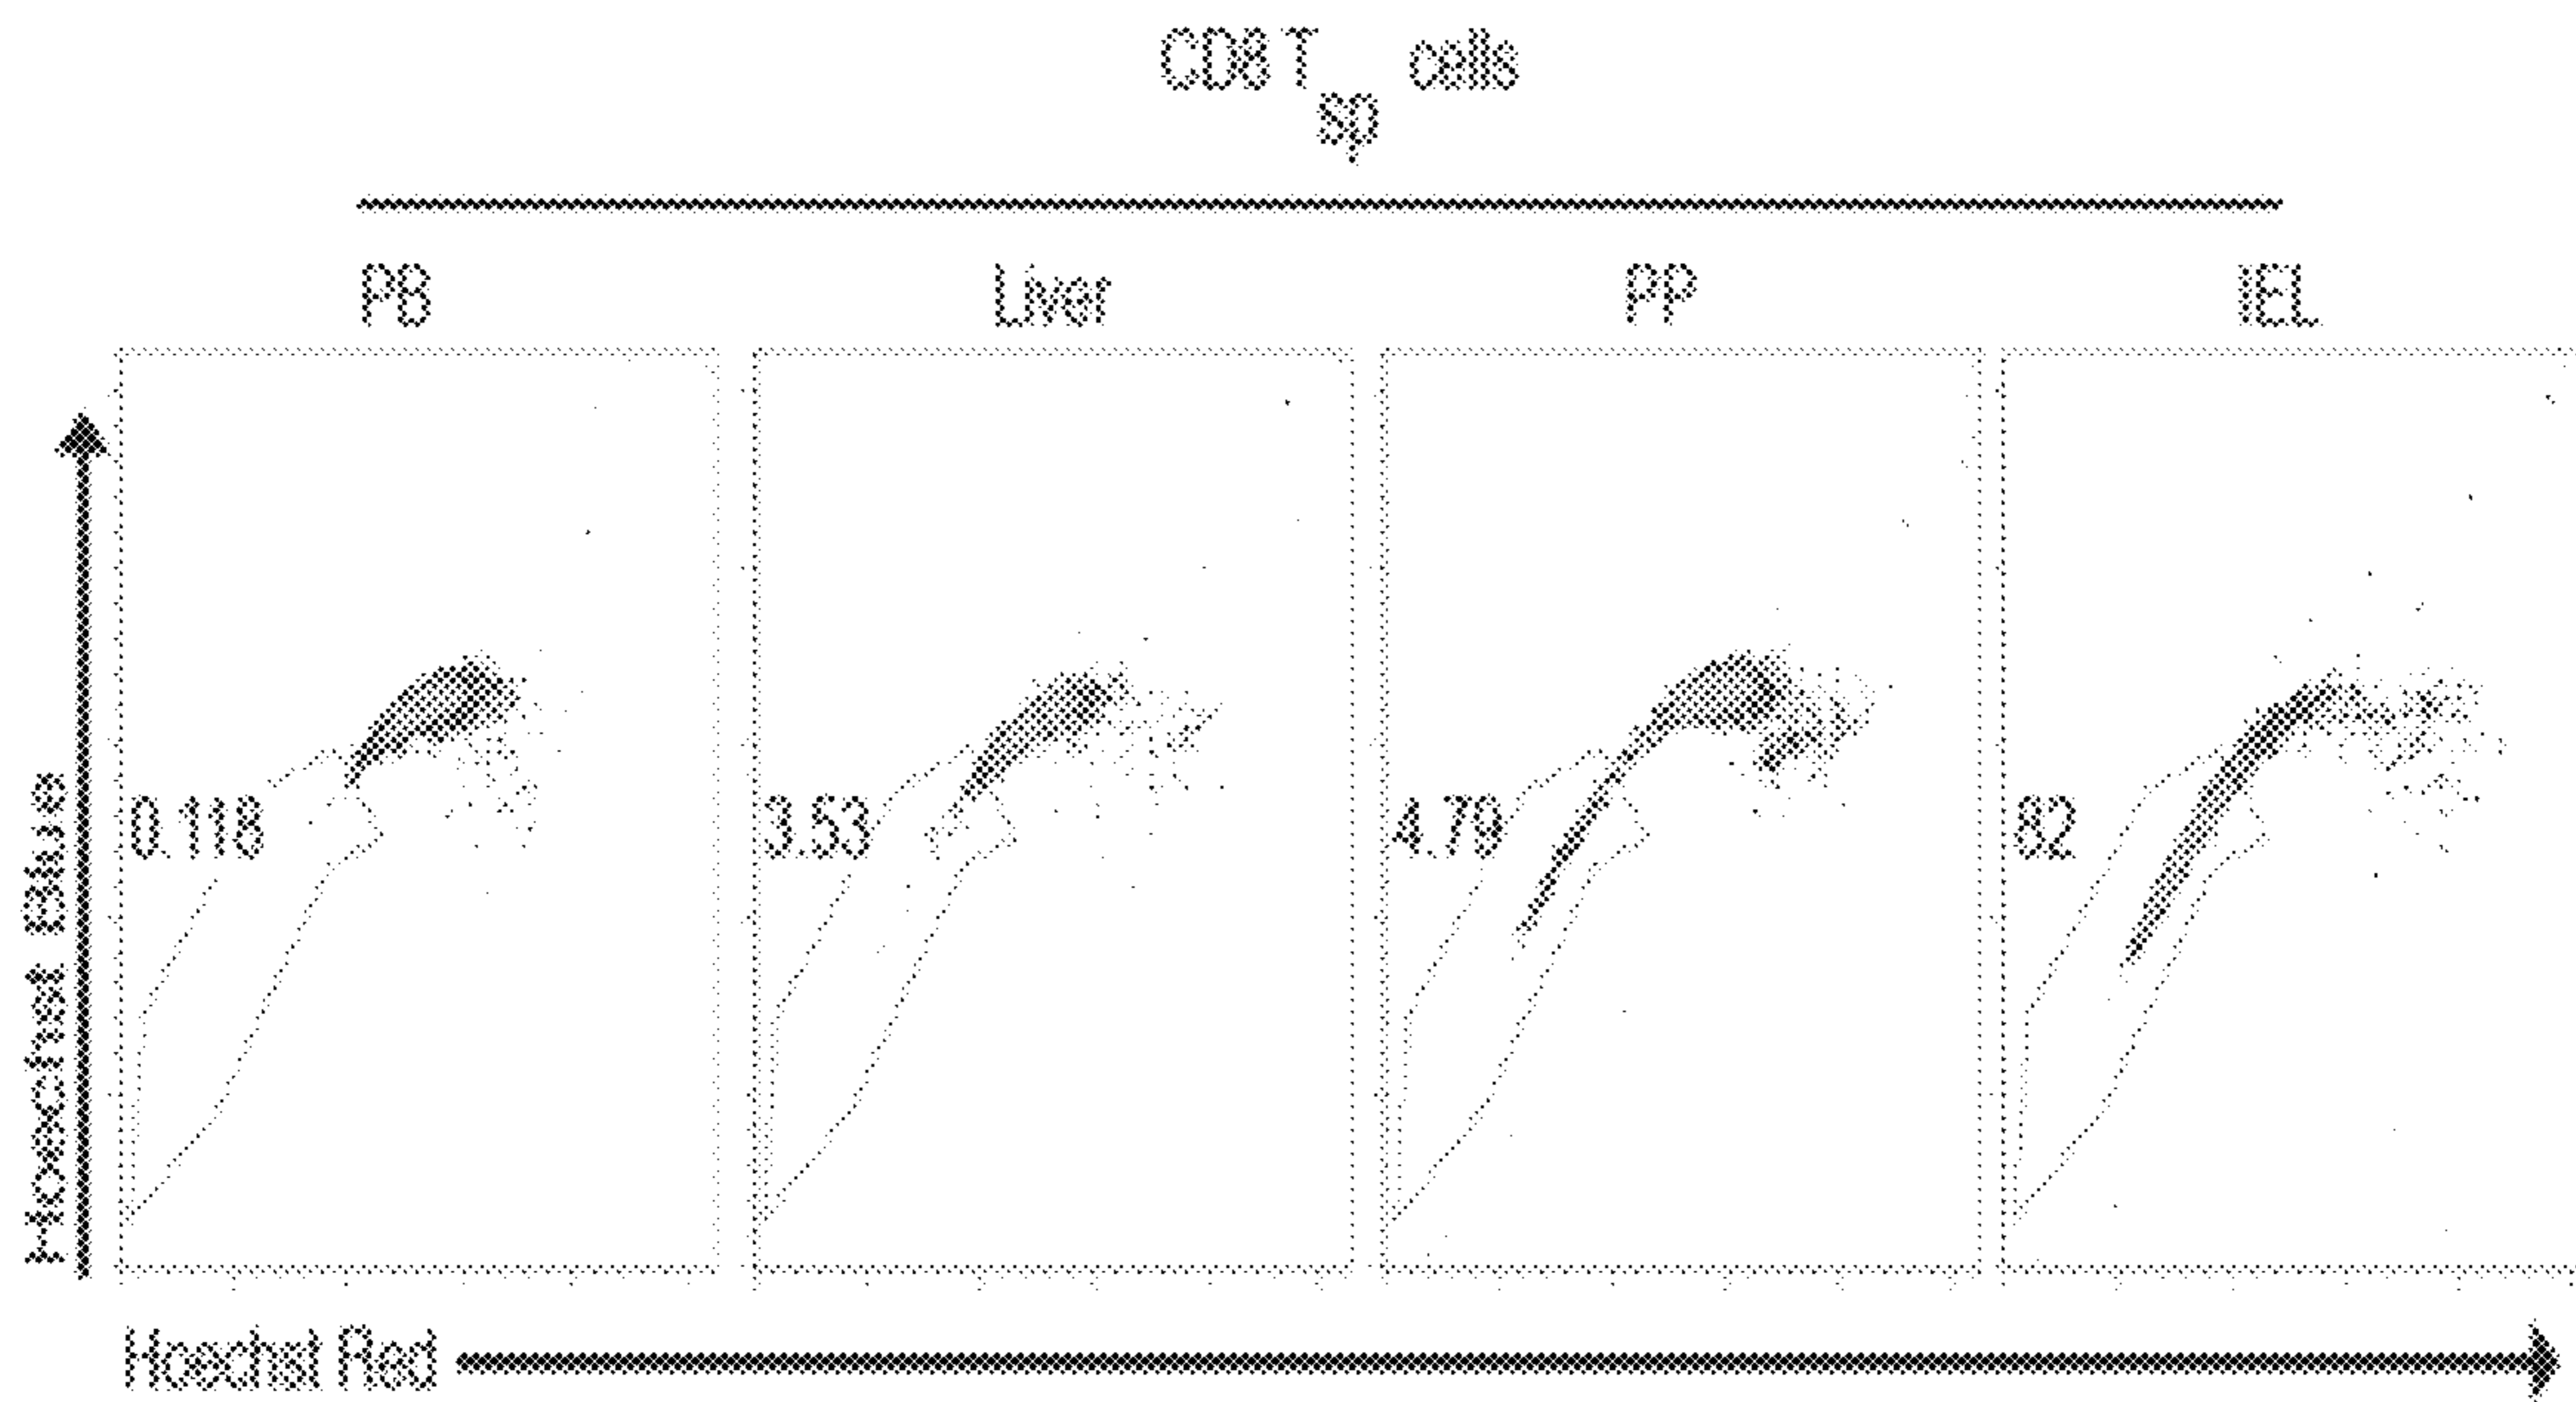 CD8 T sp cells
PB Liver PP IEL
Hoechst Blue
0.118 3.53 4.79 82
Hoechst Red